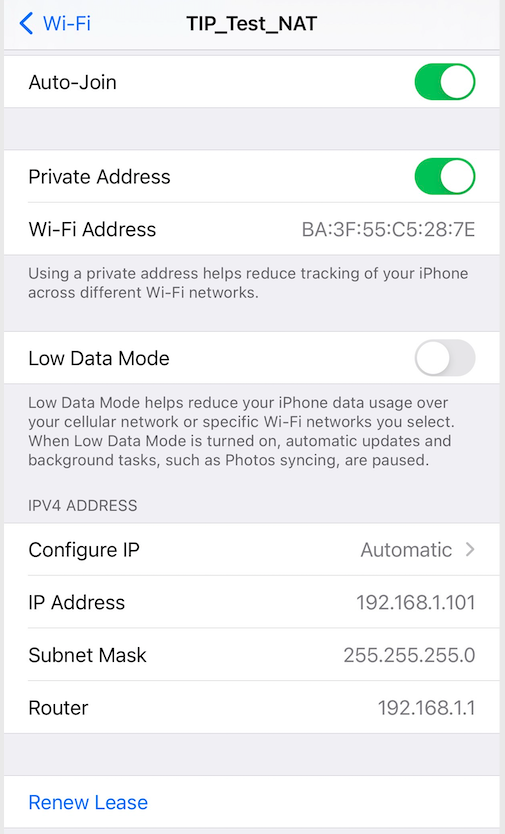 Wi-Fi TIP_Test_NAT
Auto-Join
Private Address
Wi-Fi Address BA:3F:55:C5:28:7E
Using a private address helps reduce tracking of your iPhone
across different Wi-Fi networks.
Low Data Mode
Low Data Mode helps reduce your iPhone data usage over
your cellular network or specific Wi-Fi networks you select.
When Low Data Mode is turned on, automatic updates and
background tasks, such as Photos syncing, are paused.
IPV4 ADDRESS
Configure IP Automatic
IP Address 192.168.1.101
Subnet Mask 255.255.255.0
Router 192.168.1.1
Renew Lease